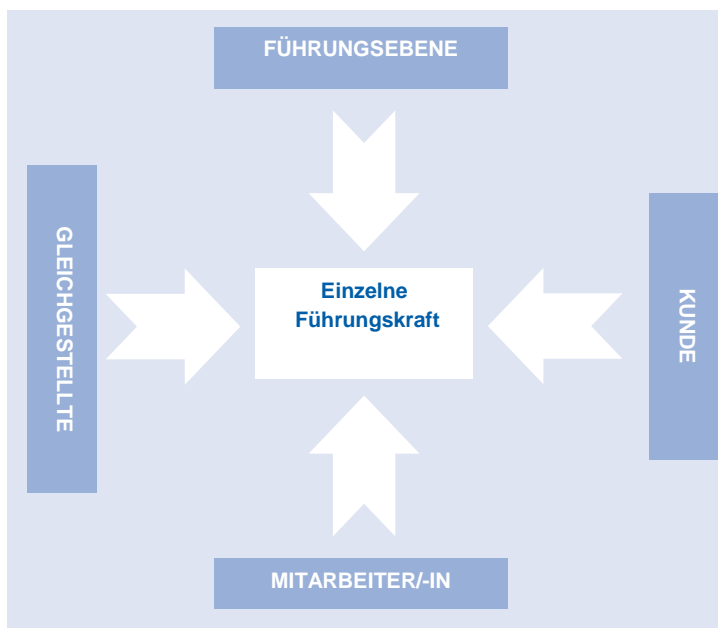 FÜHRUNGSEBENE
GLEICHGESTELLTE
Einzelne
Führungskraft
KUNDE
MITARBEITER/-IN